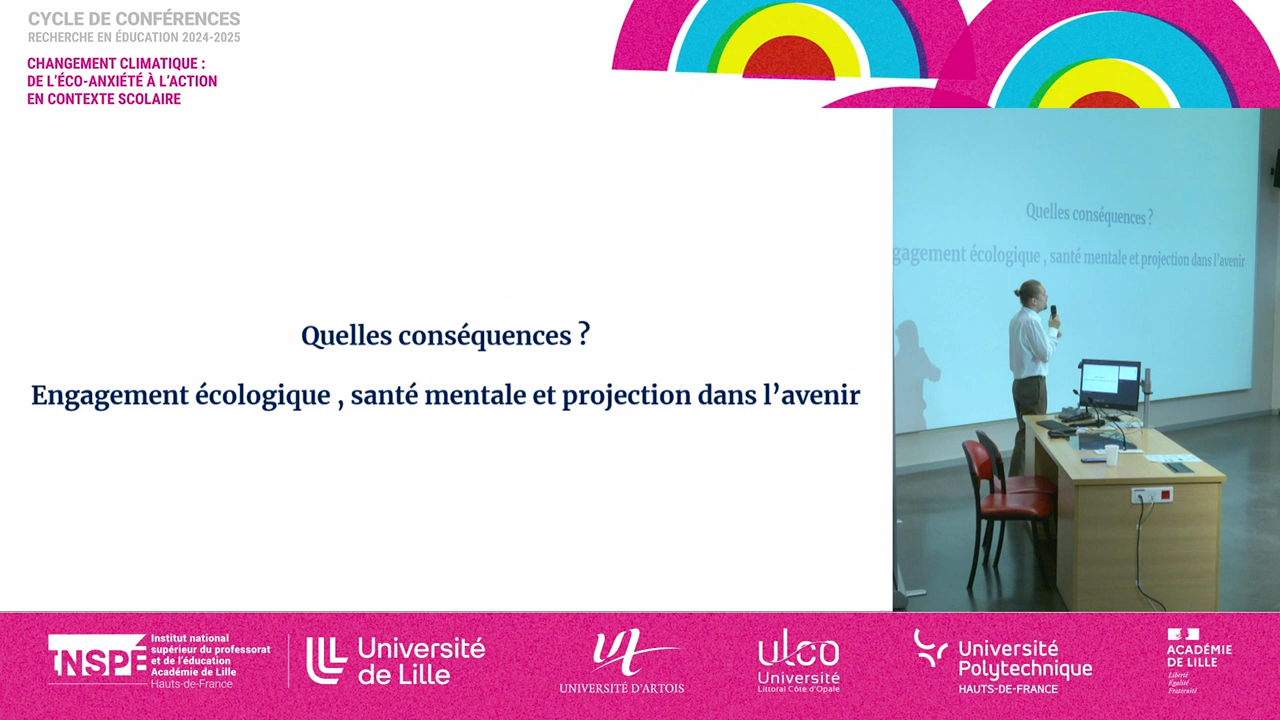 CYCLE DE CONFÉRENCES
RECHERCHE EN ÉDUCATION 2024-2025
CHANGEMENT CLIMATIQUE :
DE L'ÉCO-ANXIÉTÉ À L'ACTION
EN CONTEXTE SCOLAIRE
Quelles conséquences ?
Engagement écologique , santé mentale et projection dans l'avenir
Quelles conséquences ?
gagement écologique , santé mentale et projection dans l'avenir
INSPÉ
Institut national
supérieur du professorat
et de l'éducation
Académie de Lille
Hauts-de-France
Université
de Lille
UNIVERSITÉ D'ARTOIS
ulco
Université
Littoral Côte d'Opale
Université
Polytechnique
HAUTS-DE-FRANCE
ACADÉMIE
DE LILLE
Liberté
Égalité
Fraternité